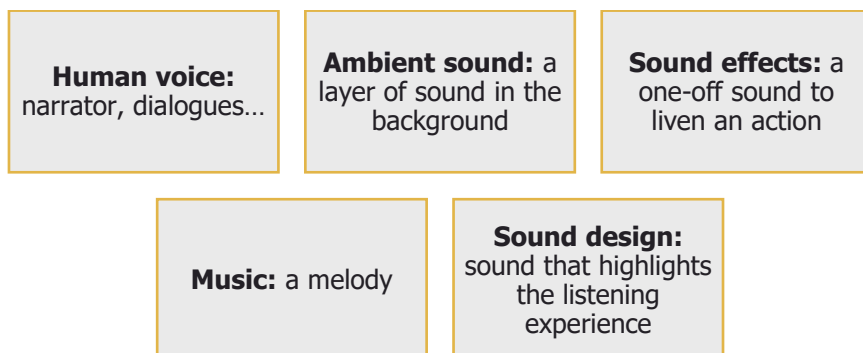 Human voice:
narrator, dialogues…
Ambient sound: a
layer of sound in the
background
Sound effects: a
one-off sound to
liven an action
Music: a melody
Sound design:
sound that highlights
the listening
experience